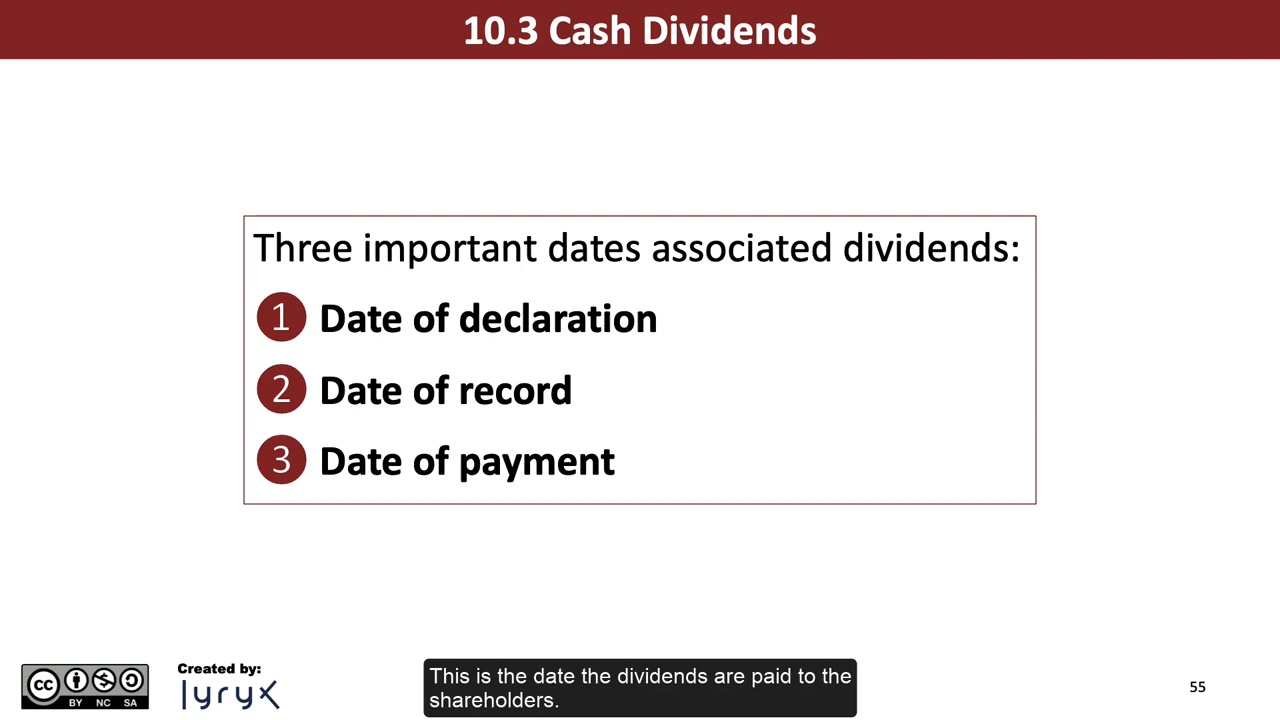 10.3 Cash Dividends
Three important dates associated dividends:
1 Date of declaration
2 Date of record
3 Date of payment
cc
BY NC SA
Created by:
lyryx
This is the date the dividends are paid to the
shareholders.
55